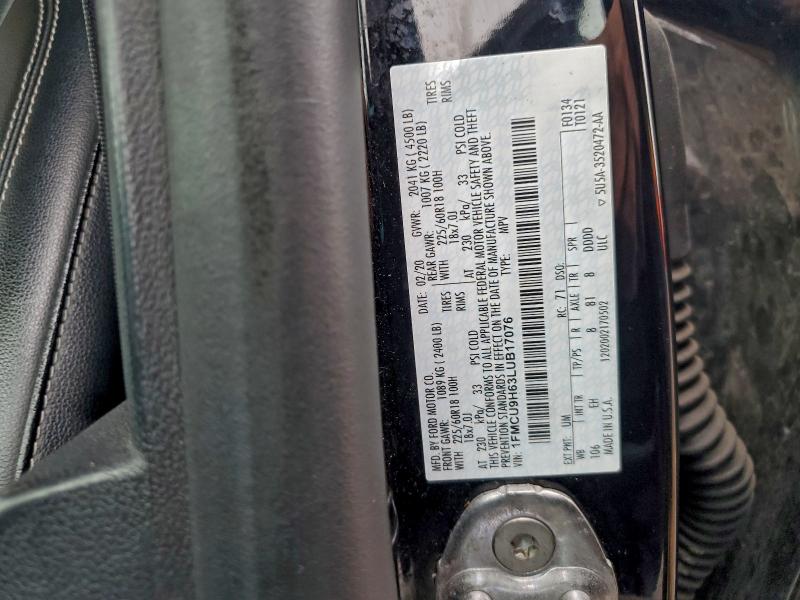 MFD. BY FORD MOTOR CO.
DATE: 02/20
GVWR: 2041 KG ( 4500 LB)
FRONT GAWR: 1089 KG ( 2400 LB)
REAR GAWR: 1007 KG ( 2220 LB)
WITH 225/60R18 100H TIRES
WITH 225/60R18 100H TIRES
18x7.0J RIMS
18x7.0J RIMS
AT 230 kPa/ 33 PSI COLD
AT 230 kPa/ 33 PSI COLD
THIS VEHICLE CONFORMS TO ALL APPLICABLE FEDERAL MOTOR VEHICLE SAFETY AND THEFT
PREVENTION STANDARDS IN EFFECT ON THE DATE OF MANUFACTURE SHOWN ABOVE.
VIN: 1FMCU9H63LUB17076
TYPE: MPV
F0134
T0121
EXT PNT: UM RC: 71 DSO:
WB INT TR TP/PS R AXLE TR SPR
106 EH B 81 8 DDDD
MADE IN U.S.A. 1202002170502 ULC
5U5A-3520472-AA